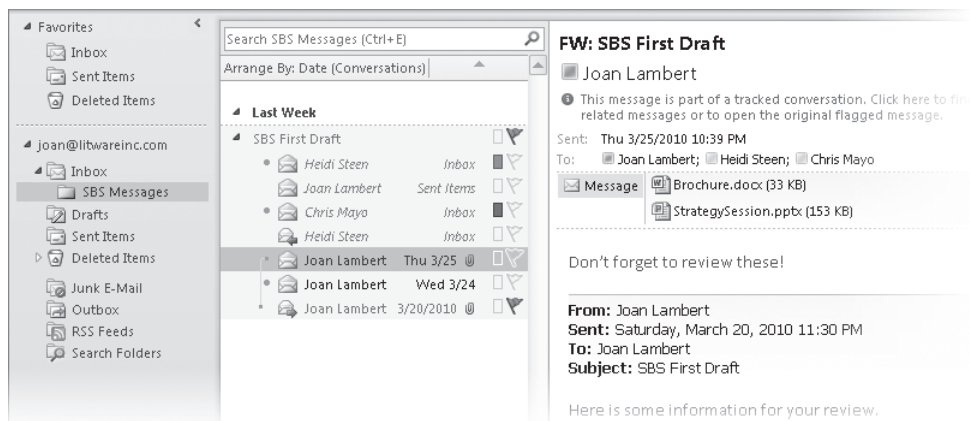 Favorites
Inbox
Sent Items
Deleted Items
joan@litwareinc.com
Inbox
SBS Messages
Drafts
Sent Items
Deleted Items
Junk E-Mail
Outbox
RSS Feeds
Search Folders
Search SBS Messages (Ctrl+E)
Arrange By: Date (Conversations)
Last Week
SBS First Draft
Heidi Steen Inbox
Joan Lambert Sent Items
Chris Mayo Inbox
Heidi Steen Inbox
Joan Lambert Thu 3/25
Joan Lambert Wed 3/24
Joan Lambert 3/20/2010
FW: SBS First Draft
Joan Lambert
This message is part of a tracked conversation. Click here to
related messages or to open the original flagged message.
Sent: Thu 3/25/2010 10:39 PM
To: Joan Lambert; Heidi Steen; Chris Mayo
Message Brochure.docx (33 KB)
StrategySession.pptx (153 KB)
Don't forget to review these!
From: Joan Lambert
Sent: Saturday, March 20, 2010 11:30 PM
To: Joan Lambert
Subject: SBS First Draft
Here is some information for your review.